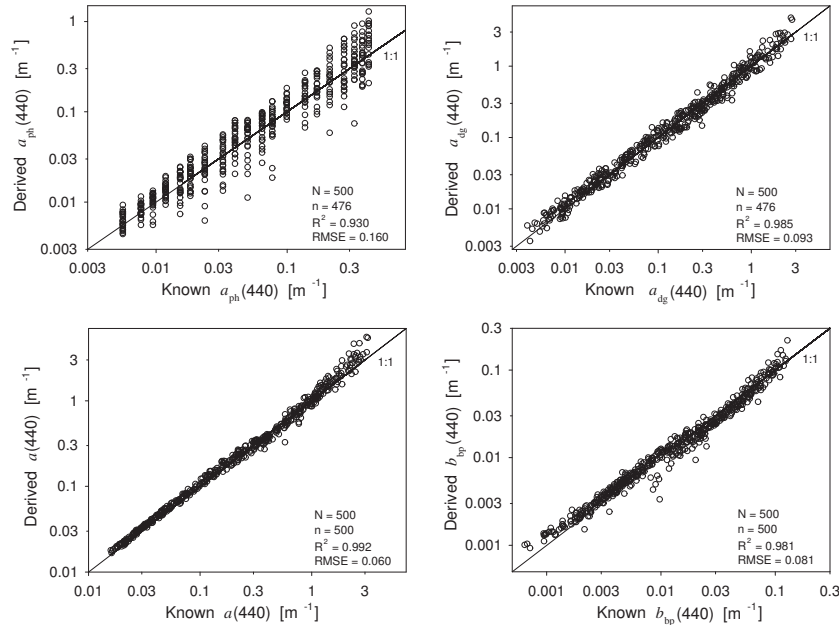 1
0.3
0.1
0.03
0.01
0.003
Derived a_ph(440) [m⁻¹]
1:1
N = 500
n = 476
R² = 0.930
RMSE = 0.160
0.003 0.01 0.03 0.1 0.3
Known a_ph(440) [m⁻¹]
3
1
0.3
0.1
0.03
0.01
0.003
Derived a_dg(440) [m⁻¹]
1:1
N = 500
n = 476
R² = 0.985
RMSE = 0.093
0.003 0.01 0.03 0.1 0.3 1 3
Known a_dg(440) [m⁻¹]
3
1
0.3
0.1
0.03
0.01
Derived a(440) [m⁻¹]
1:1
N = 500
n = 500
R² = 0.992
RMSE = 0.060
0.01 0.03 0.1 0.3 1 3
Known a(440) [m⁻¹]
0.3
0.1
0.03
0.01
0.003
0.001
Derived b_bp(440) [m⁻¹]
1:1
N = 500
n = 500
R² = 0.981
RMSE = 0.081
0.001 0.003 0.01 0.03 0.1 0.3
Known b_bp(440) [m⁻¹]